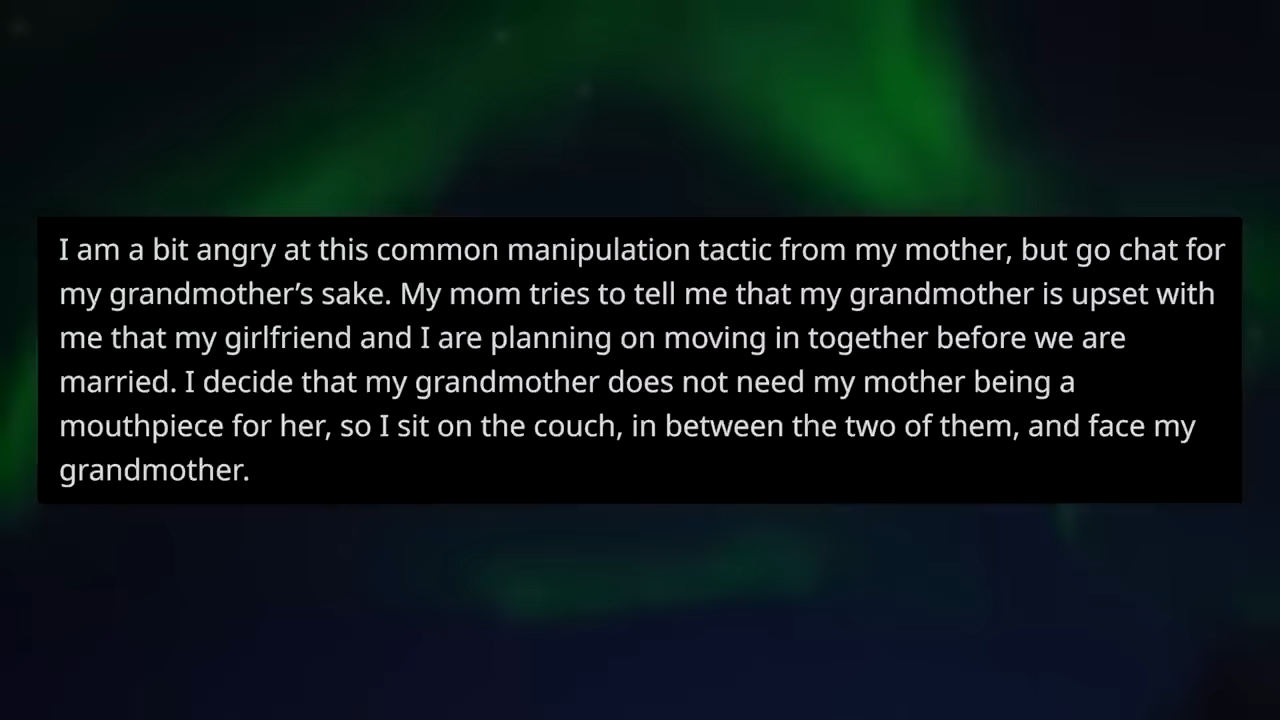 I am a bit angry at this common manipulation tactic from my mother, but go chat for
my grandmother’s sake. My mom tries to tell me that my grandmother is upset with
me that my girlfriend and I are planning on moving in together before we are
married. I decide that my grandmother does not need my mother being a
mouthpiece for her, so I sit on the couch, in between the two of them, and face my
grandmother.